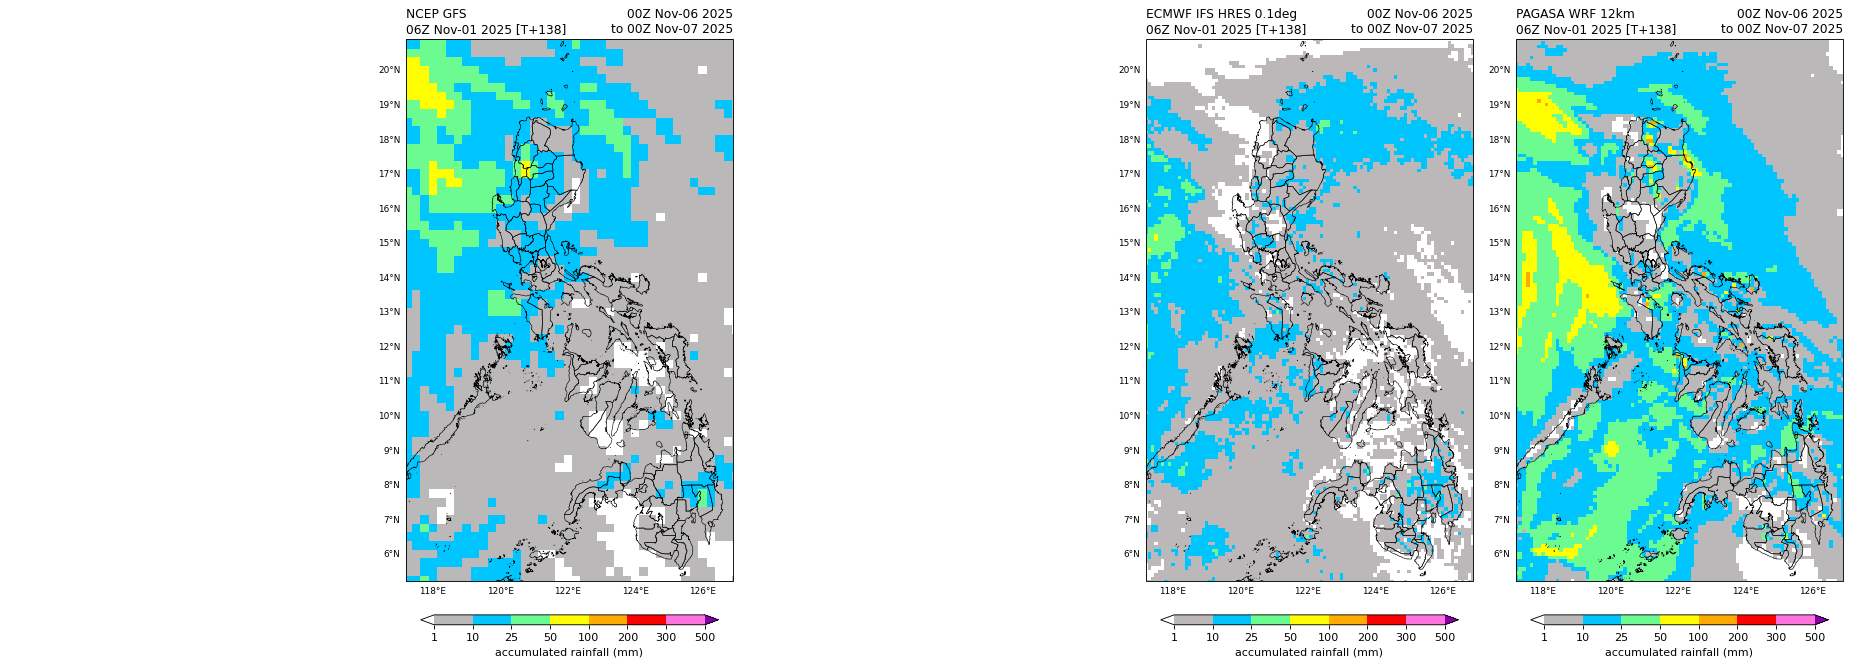 NCEP GFS 00Z Nov-06 2025
06Z Nov-01 2025 [T+138] to 00Z Nov-07 2025
20°N
19°N
18°N
17°N
16°N
15°N
14°N
13°N
12°N
11°N
10°N
9°N
8°N
7°N
6°N
118°E 120°E 122°E 124°E 126°E
1 10 25 50 100 200 300 500
accumulated rainfall (mm)
ECMWF IFS HRES 0.1deg 00Z Nov-06 2025
06Z Nov-01 2025 [T+138] to 00Z Nov-07 2025
20°N
19°N
18°N
17°N
16°N
15°N
14°N
13°N
12°N
11°N
10°N
9°N
8°N
7°N
6°N
118°E 120°E 122°E 124°E 126°E
1 10 25 50 100 200 300 500
accumulated rainfall (mm)
PAGASA WRF 12km 00Z Nov-06 2025
06Z Nov-01 2025 [T+138] to 00Z Nov-07 2025
20°N
19°N
18°N
17°N
16°N
15°N
14°N
13°N
12°N
11°N
10°N
9°N
8°N
7°N
6°N
118°E 120°E 122°E 124°E 126°E
1 10 25 50 100 200 300 500
accumulated rainfall (mm)